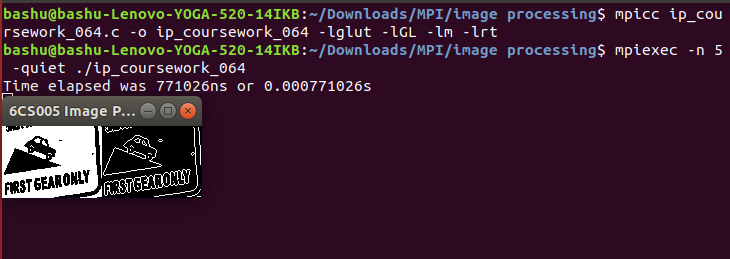 bashu@bashu-Lenovo-YOGA-520-14IKB:~/Downloads/MPI/image processing$ mpicc ip_cou
rsework_064.c -o ip_coursework_064 -lglut -lGL -lm -lrt
bashu@bashu-Lenovo-YOGA-520-14IKB:~/Downloads/MPI/image processing$ mpiexec -n 5
 -quiet ./ip_coursework_064
Time elapsed was 771026ns or 0.000771026s
6CS005 Image P...
FIRST GEAR ONLY
FIRST GEAR ONLY